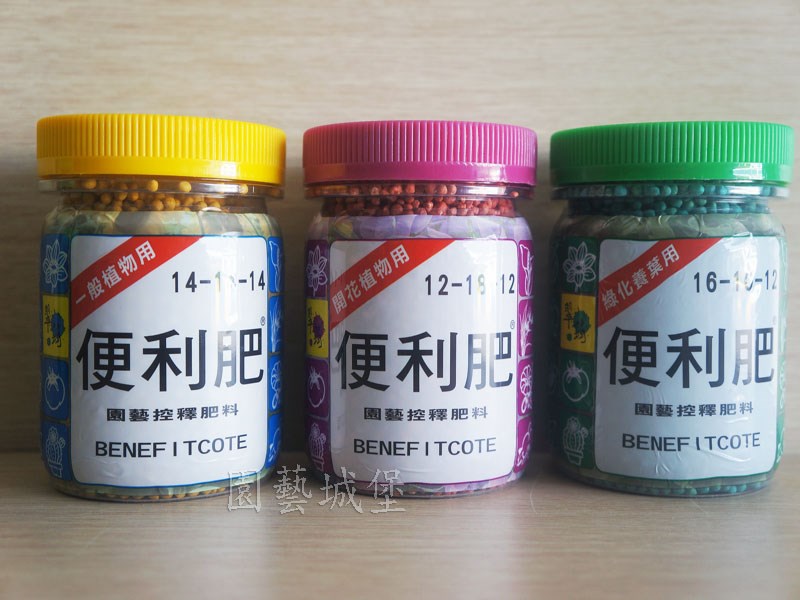 一般植物用
14-14-14
便利肥®
園藝控釋肥料
BENEFITCOTE
開花植物用
12-18-12
便利肥
園藝控釋肥料
BENEFITCOTE
綠化養葉用
16-10-12
便利肥®
園藝控釋肥料
BENEFITCOTE
園藝城堡